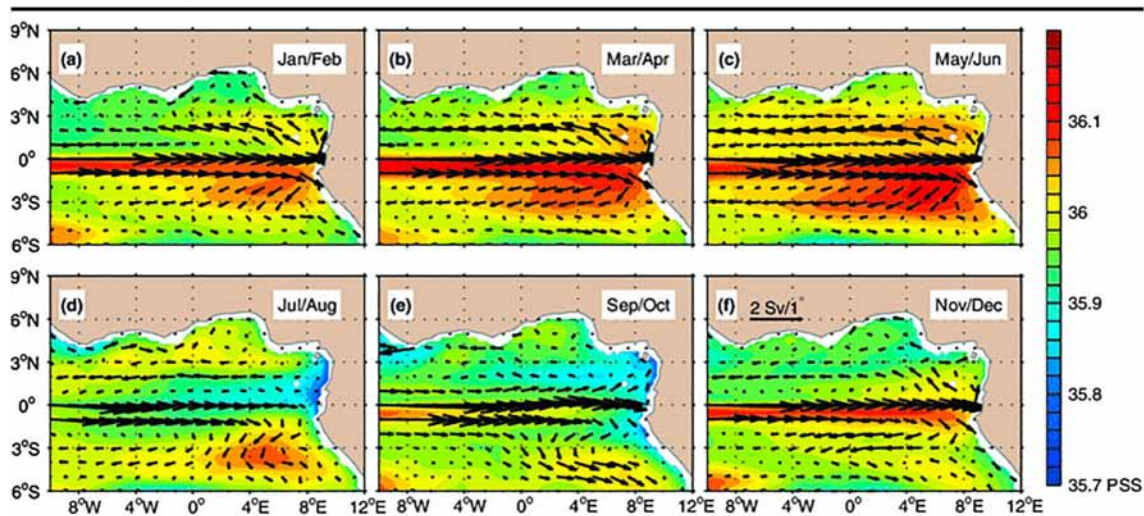 9°N
6°N
3°N
0°
3°S
6°S
(a) Jan/Feb
(b) Mar/Apr
(c) May/Jun
36.1
36
35.9
35.8
35.7 PSS
9°N
6°N
3°N
0°
3°S
6°S
(d) Jul/Aug
(e) Sep/Oct
(f) 2 Sv/1° Nov/Dec
8°W 4°W 0° 4°E 8°E 12°E 8°W 4°W 0° 4°E 8°E 12°E 8°W 4°W 0° 4°E 8°E 12°E